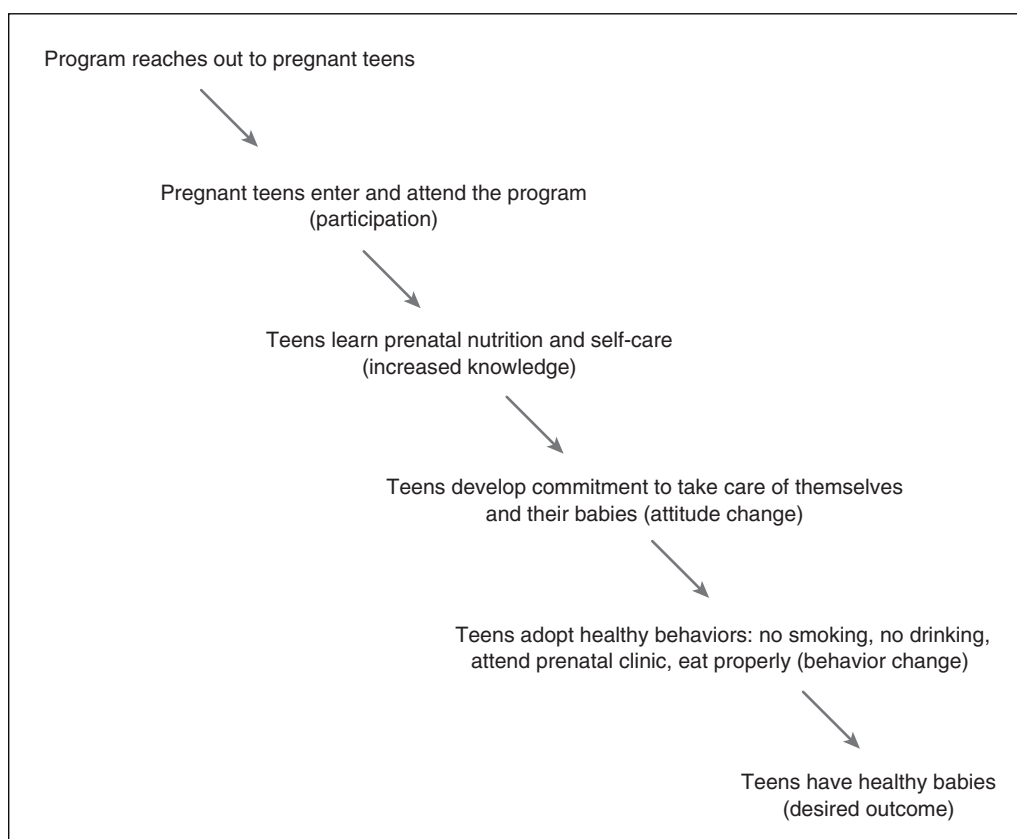 Program reaches out to pregnant teens
Pregnant teens enter and attend the program
(participation)
Teens learn prenatal nutrition and self-care
(increased knowledge)
Teens develop commitment to take care of themselves
and their babies (attitude change)
Teens adopt healthy behaviors: no smoking, no drinking,
attend prenatal clinic, eat properly (behavior change)
Teens have healthy babies
(desired outcome)